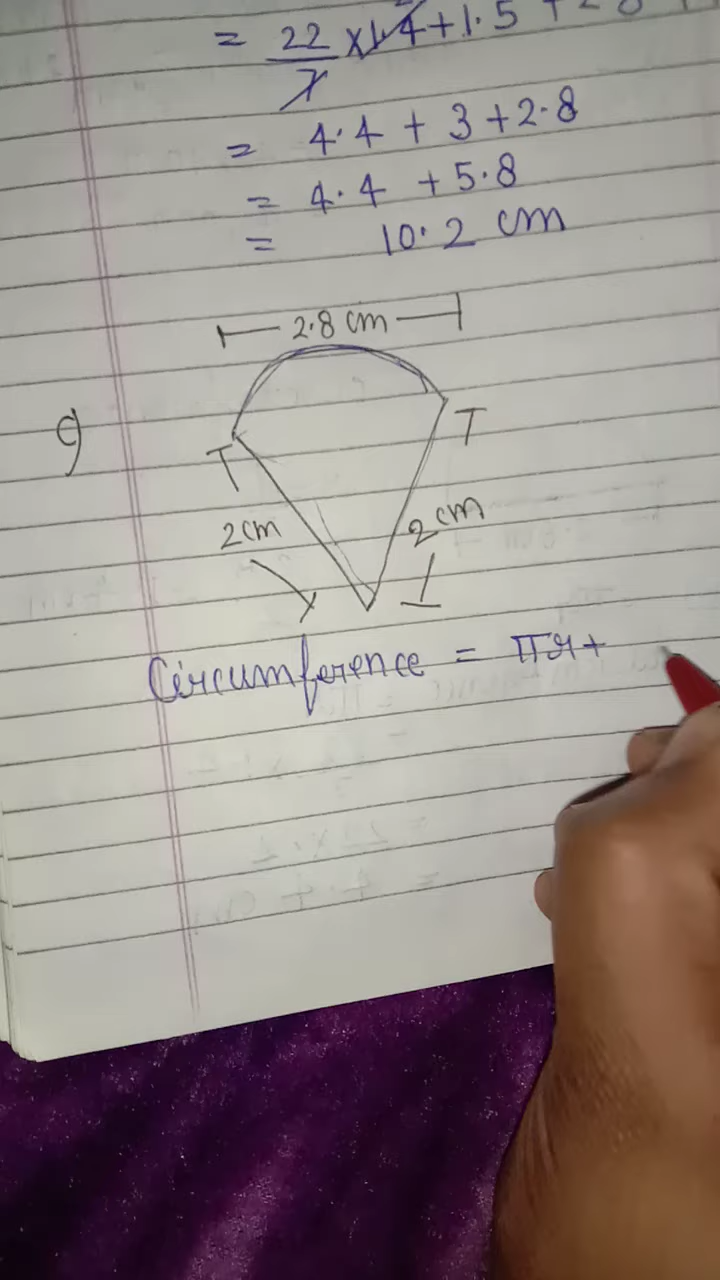 = 22/7 × 1.4 + 1.5 + 2.8
= 4.4 + 3 + 2.8
= 4.4 + 5.8
= 10.2 cm
2.8 cm
9)
2cm 2cm
Circumference = πr+